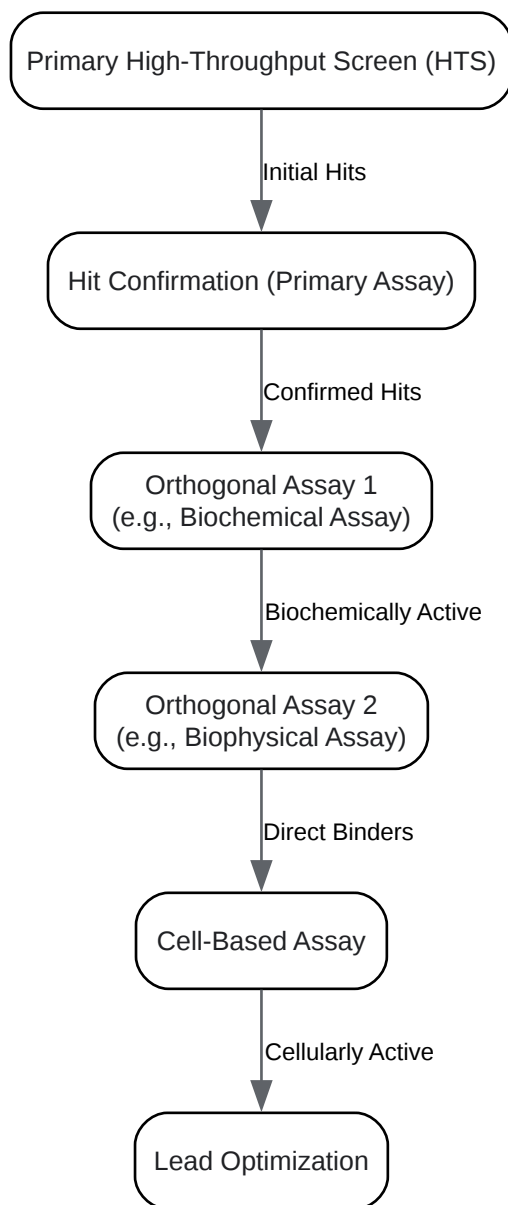 Primary High-Throughput Screen (HTS)
Initial Hits
Hit Confirmation (Primary Assay)
Confirmed Hits
Orthogonal Assay 1
(e.g., Biochemical Assay)
Biochemically Active
Orthogonal Assay 2
(e.g., Biophysical Assay)
Direct Binders
Cell-Based Assay
Cellularly Active
Lead Optimization